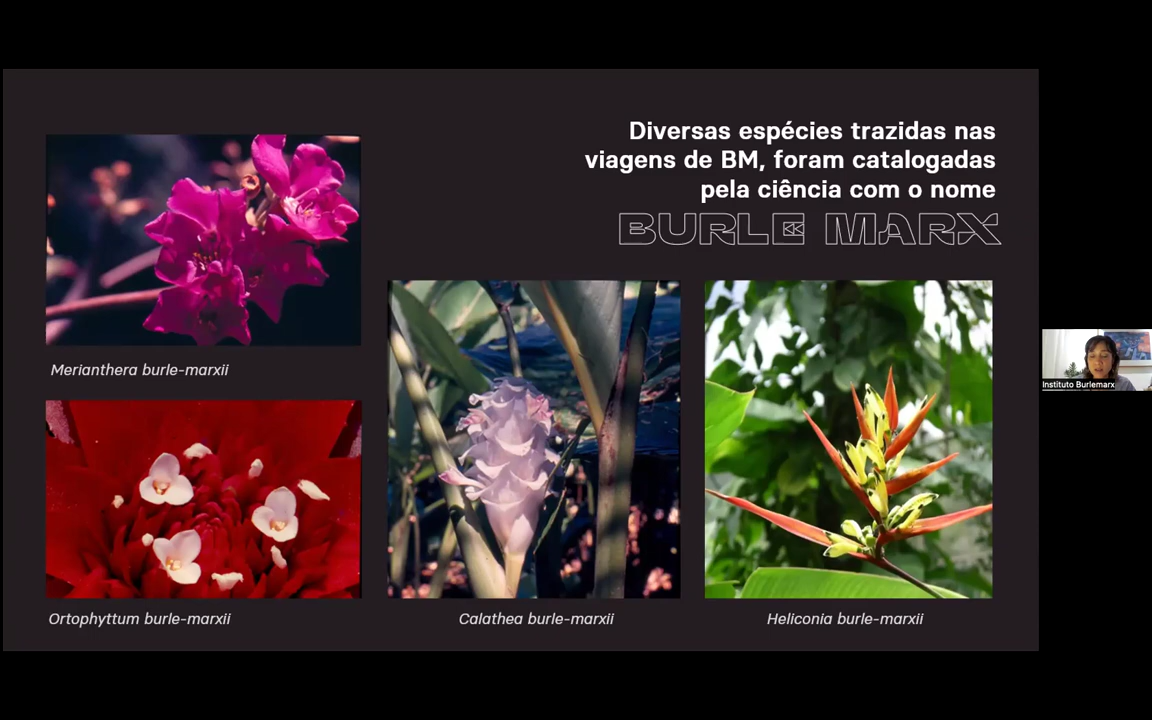 Diversas espécies trazidas nas
viagens de BM, foram catalogadas
pela ciência com o nome
BURLE MARX
Merianthera burle-marxii
Ortophyttum burle-marxii
Calathea burle-marxii
Heliconia burle-marxii
Instituto Burlemarx